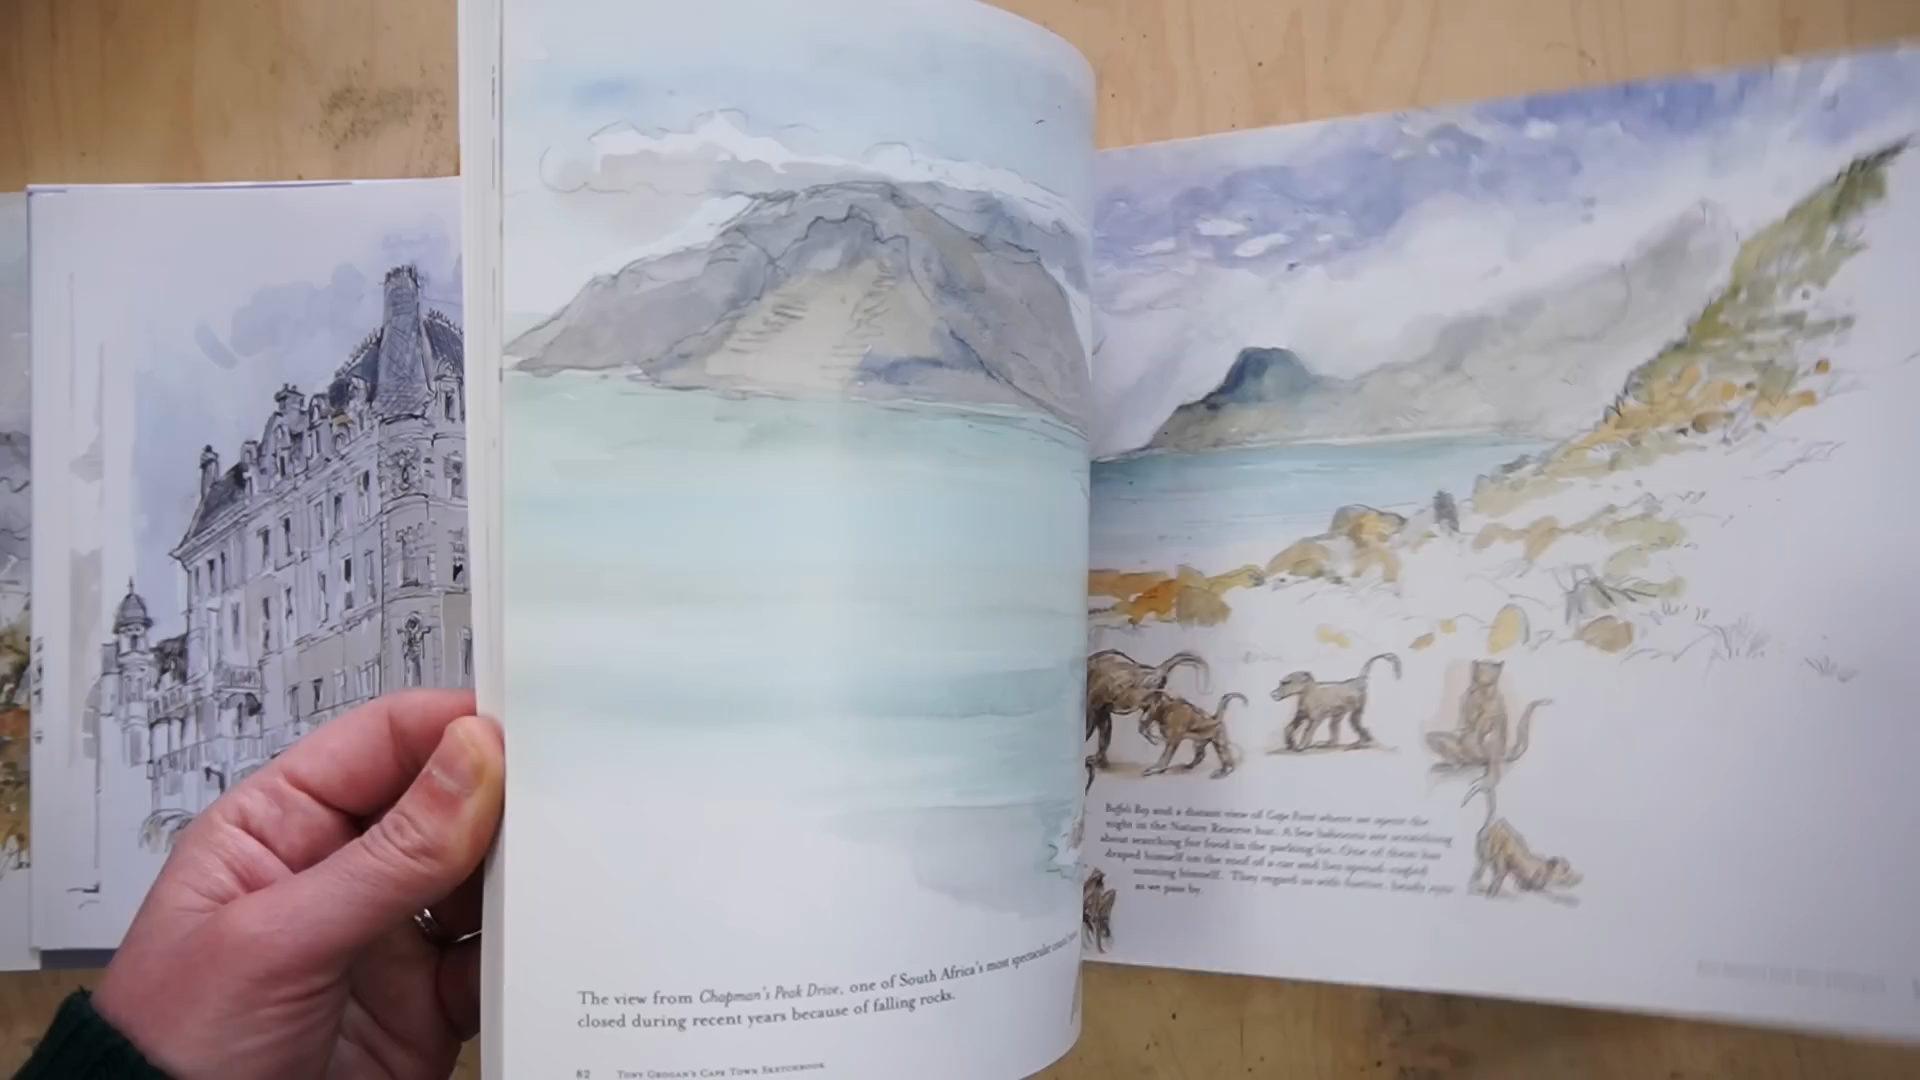 The view from Chapman's Peak Drive, one of South Africa's most spectacular
closed during recent years because of falling rocks.
82 Tony Grogan's Cape Town Sketchbook
Buffels Bay and a distant view of Cape Point where we spent the
night in the Nature Reserve hut. A few baboons are scratching
about searching for food in the parking lot. One of them has
draped himself on the roof of a car and lies spread-eagled
sunning himself. They regard us with beady eyes
as we pass by.